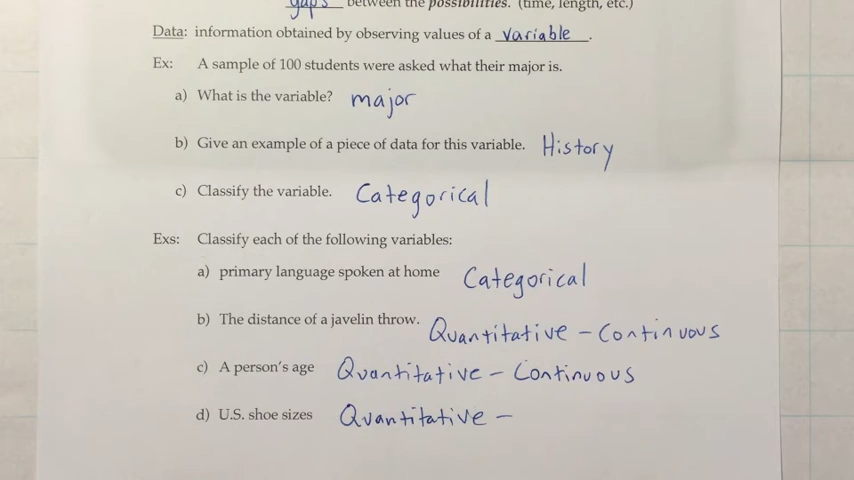 gaps between the possibilities. (time, length, etc.)
Data: information obtained by observing values of a variable.
Ex: A sample of 100 students were asked what their major is.
a) What is the variable? major
b) Give an example of a piece of data for this variable. History
c) Classify the variable. Categorical
Exs: Classify each of the following variables:
a) primary language spoken at home Categorical
b) The distance of a javelin throw. Quantitative - Continuous
c) A person's age Quantitative - Continuous
d) U.S. shoe sizes Quantitative -